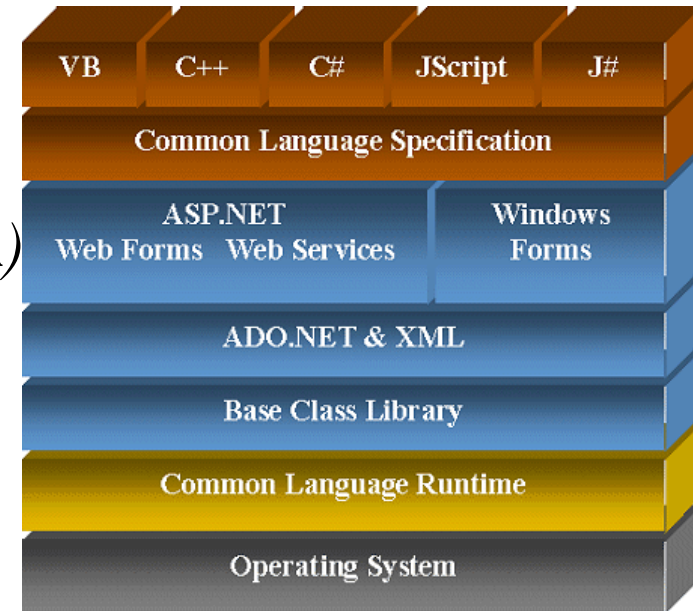 VB C++ C# JScript J#
Common Language Specification
ASP.NET Windows
Web Forms Web Services Forms
)
ADO.NET & XML
Base Class Library
Common Language Runtime
Operating System